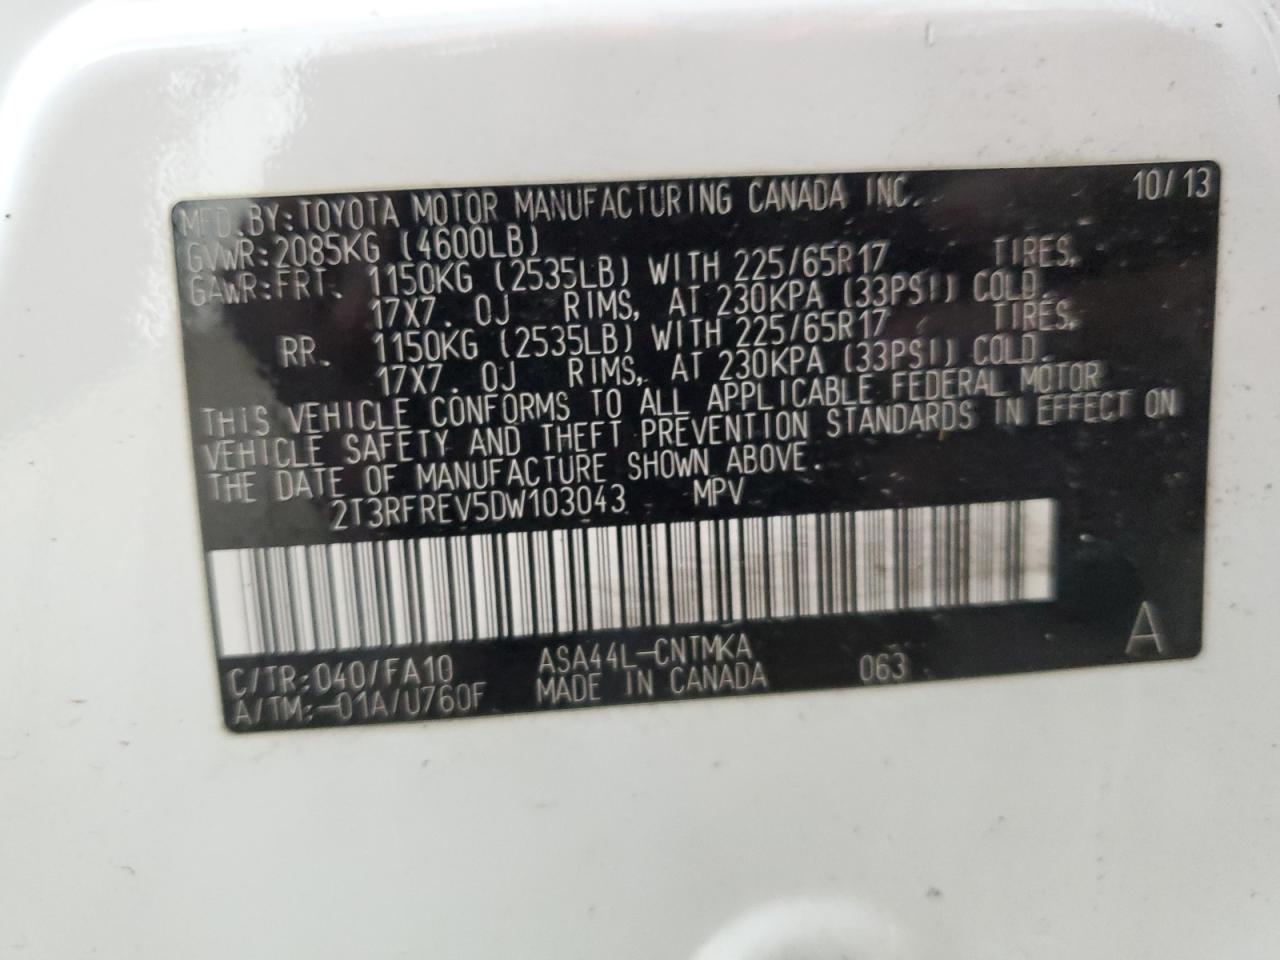 MFD. BY: TOYOTA MOTOR MANUFACTURING CANADA INC. 10/13
GVWR: 2085KG (4600LB)
GAWR: FRT. 1150KG (2535LB) WITH 225/65R17 TIRES,
17X7. 0J RIMS, AT 230KPA (33PSI) COLD.
RR. 1150KG (2535LB) WITH 225/65R17 TIRES,
17X7. 0J RIMS, AT 230KPA (33PSI) COLD.
THIS VEHICLE CONFORMS TO ALL APPLICABLE FEDERAL MOTOR
VEHICLE SAFETY AND THEFT PREVENTION STANDARDS IN EFFECT ON
THE DATE OF MANUFACTURE SHOWN ABOVE.
2T3RFREV5DW103043 MPV
C/TR: 040/FA10 ASA44L-CNTMKA 063 A
A/TM:-01A/U760F MADE IN CANADA